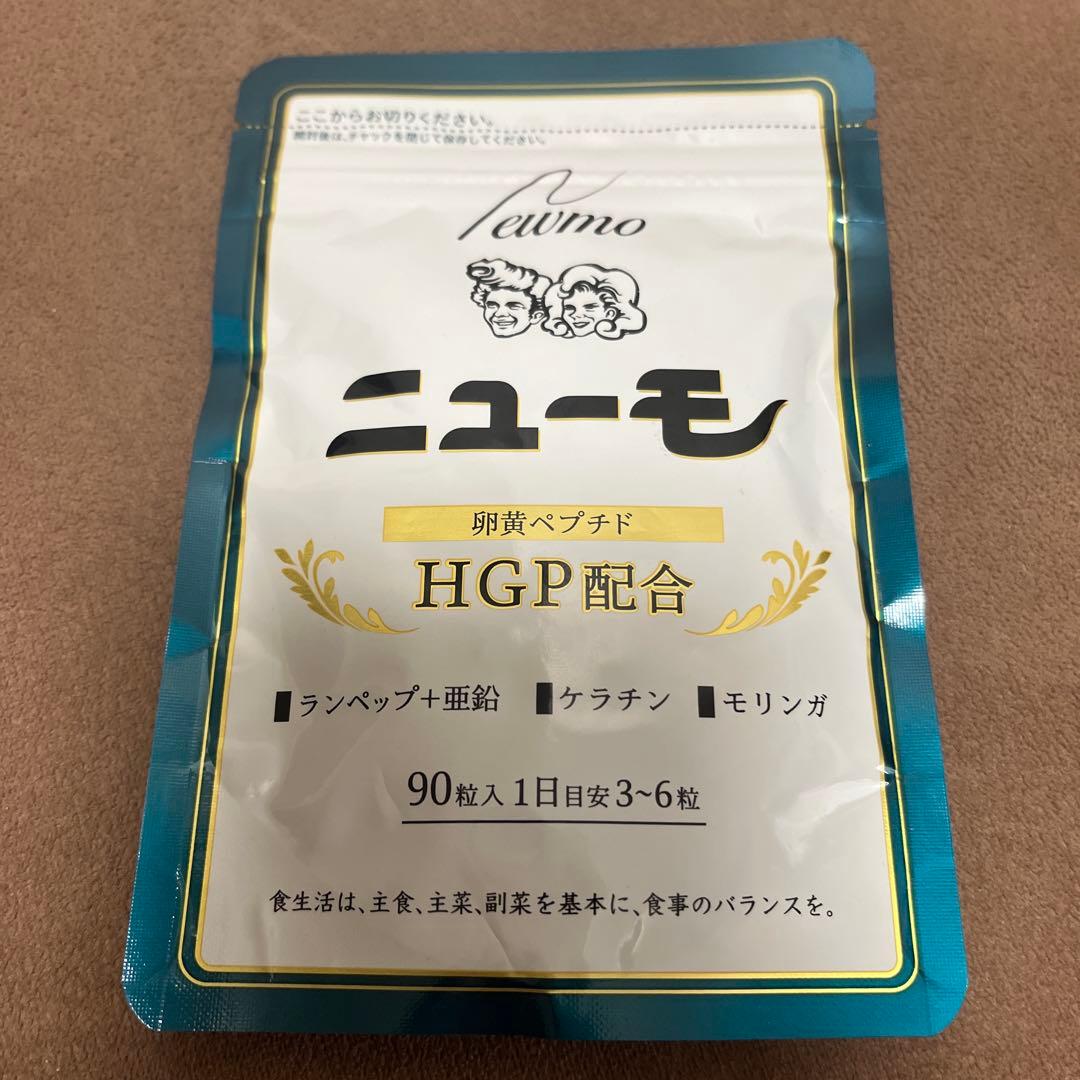 ここからお切りください。
開封後は、チャックを閉じて保存してください。
Newmo
ニューモ
卵黄ペプチド
HGP配合
ランペップ+亜鉛 ケラチン モリンガ
90粒入 1日目安3~6粒
食生活は、主食、主菜、副菜を基本に、食事のバランスを。